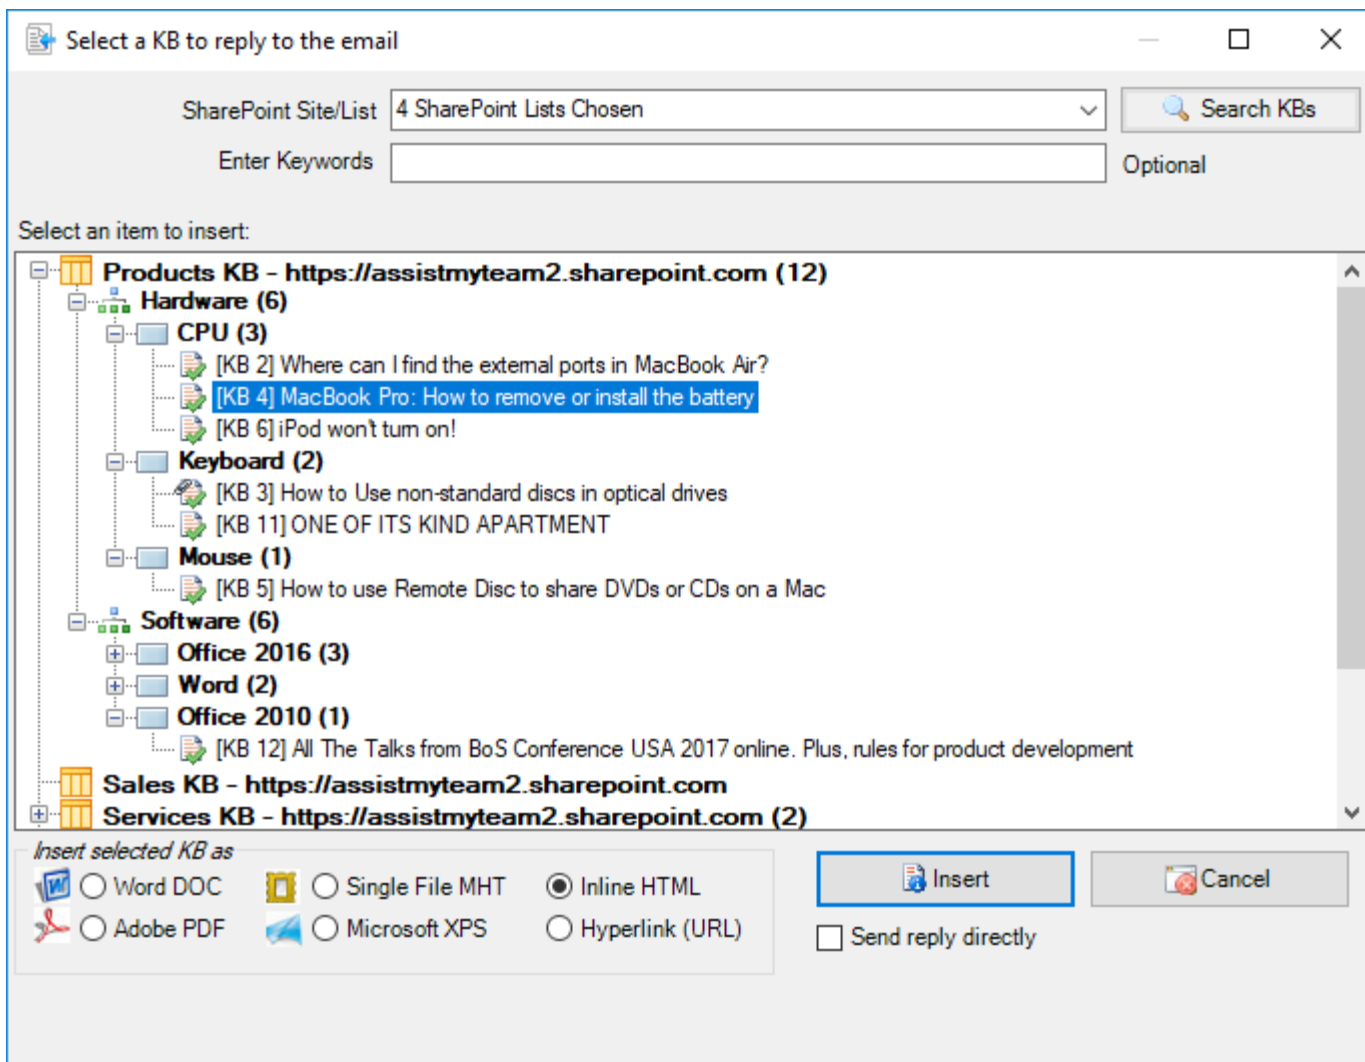 Select a KB to reply to the email
SharePoint Site/List 4 SharePoint Lists Chosen Search KBs
Enter Keywords Optional
Select an item to insert:
Products KB - https://assistmyteam2.sharepoint.com (12)
Hardware (6)
CPU (3)
[KB 2] Where can I find the external ports in MacBook Air?
[KB 4] MacBook Pro: How to remove or install the battery
[KB 6] iPod won't turn on!
Keyboard (2)
[KB 3] How to Use non-standard discs in optical drives
[KB 11] ONE OF ITS KIND APARTMENT
Mouse (1)
[KB 5] How to use Remote Disc to share DVDs or CDs on a Mac
Software (6)
Office 2016 (3)
Word (2)
Office 2010 (1)
[KB 12] All The Talks from BoS Conference USA 2017 online. Plus, rules for product development
Sales KB - https://assistmyteam2.sharepoint.com
Services KB - https://assistmyteam2.sharepoint.com (2)
Insert selected KB as
Word DOC Single File MHT Inline HTML Insert Cancel
Adobe PDF Microsoft XPS Hyperlink (URL) Send reply directly